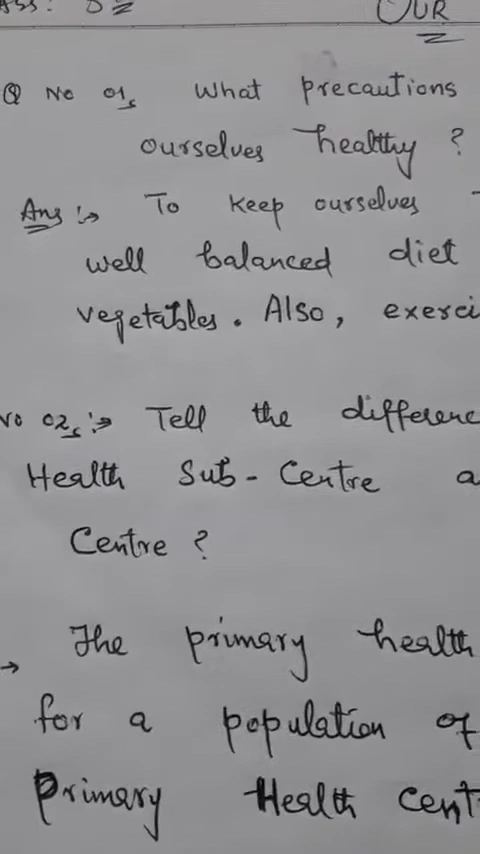 OUR
Q No 01, What precautions
ourselves healthy ?
Ans :→ To keep ourselves
well balanced diet
vegetables. Also, exerci
No 02, :→ Tell the differenc
Health Sub-Centre a
Centre ?
→ The primary health
for a population of
Primary Health cent